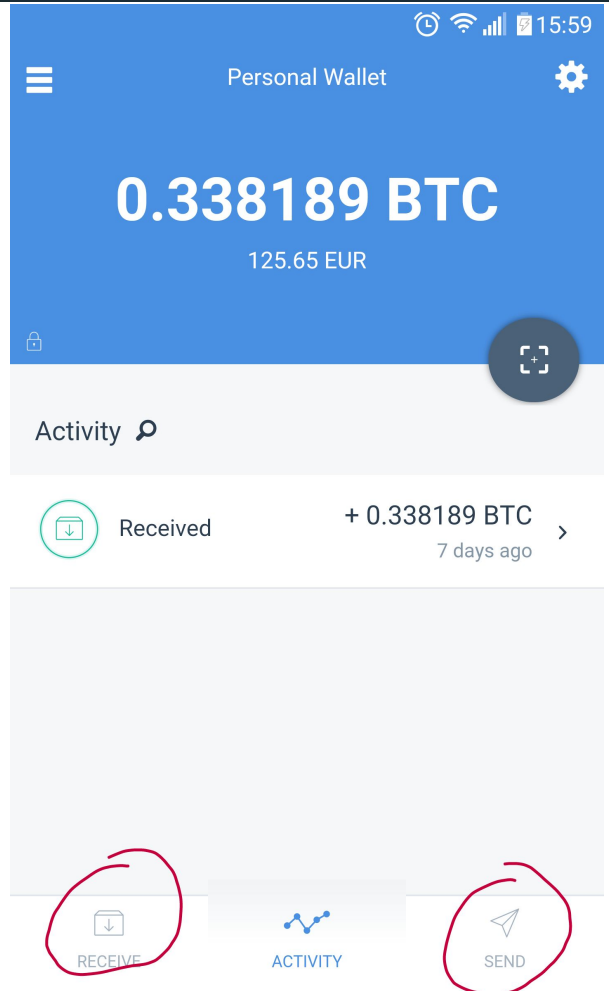 15:59
Personal Wallet
0.338189 BTC
125.65 EUR
Activity
Received
+ 0.338189 BTC
7 days ago
RECEIVE
ACTIVITY
SEND